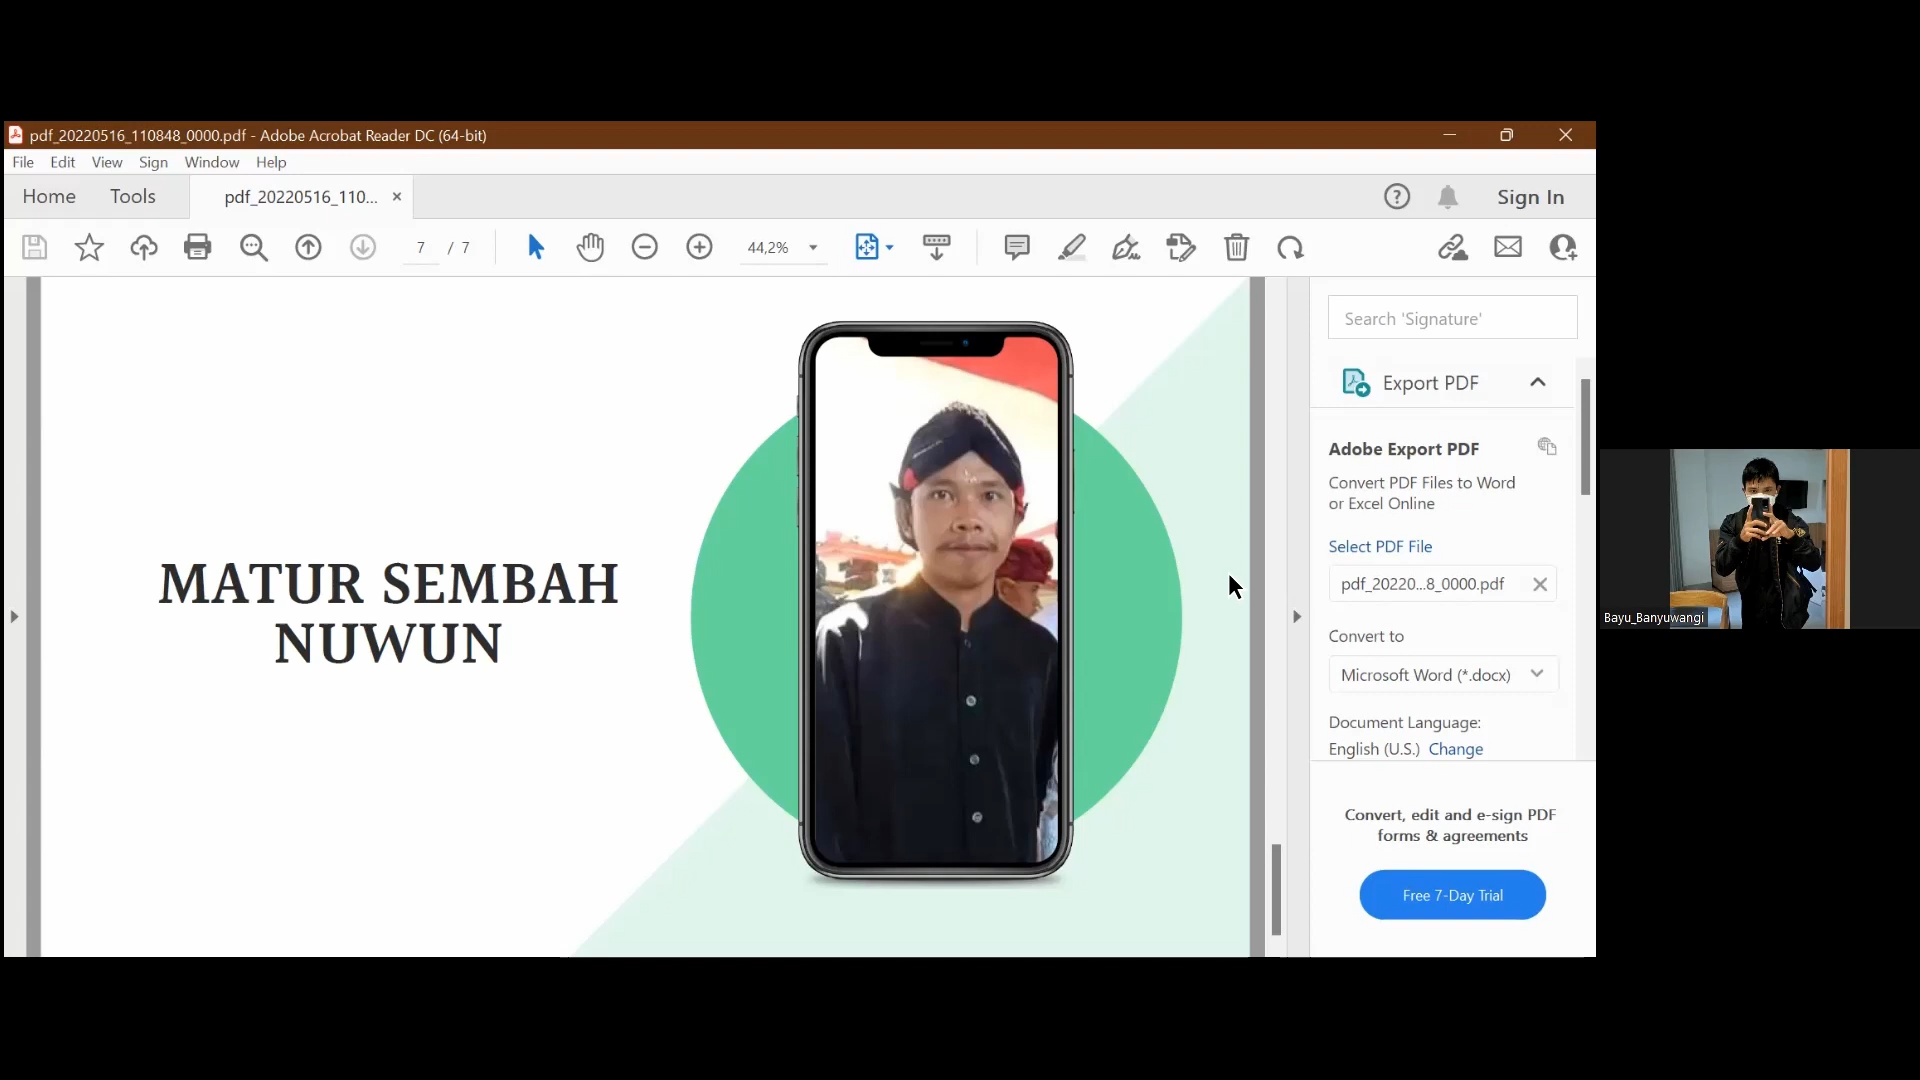 pdf_20220516_110848_0000.pdf - Adobe Acrobat Reader DC (64-bit)
File Edit View Sign Window Help
Home Tools pdf_20220516_110... × Sign In
7 / 7 44,2%
Search 'Signature'
Export PDF
Adobe Export PDF
Convert PDF Files to Word
or Excel Online
Select PDF File
pdf_20220...8_0000.pdf
Convert to
Microsoft Word (*.docx)
Document Language:
English (U.S.) Change
Convert, edit and e-sign PDF
forms & agreements
Free 7-Day Trial
MATUR SEMBAH
NUWUN
Bayu_Banyuwangi